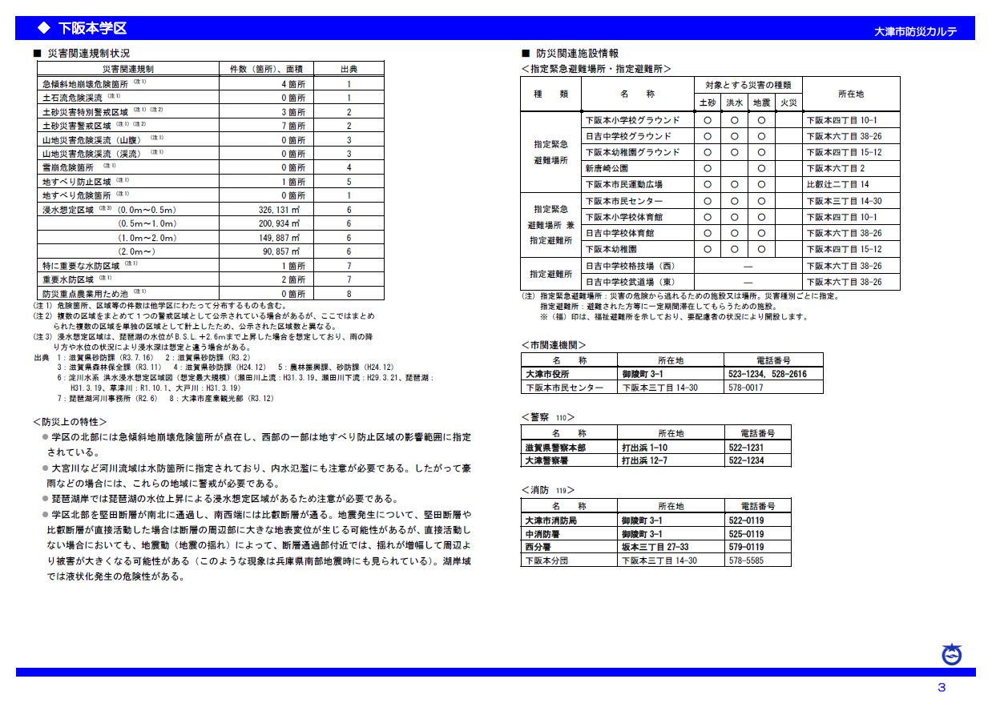 ◆ 下阪本学区
大津市防災カルテ
■ 災害関連規制状況
災害関連規制 件数(箇所)、面積 出典
急傾斜地崩壊危険箇所(注1) 4箇所 1
土石流危険渓流(注1) 0箇所 1
土砂災害特別警戒区域(注1)(注2) 3箇所 2
土砂災害警戒区域(注1)(注2) 7箇所 2
山地災害危険渓流(山腹)(注1) 0箇所 3
山地災害危険渓流(渓流)(注1) 0箇所 3
雪崩危険箇所(注1) 0箇所 4
地すべり防止区域(注1) 1箇所 5
地すべり危険箇所(注1) 0箇所 1
浸水想定区域(注3)(0.0m～0.5m) 326,131㎡ 6
(0.5m～1.0m) 200,934㎡ 6
(1.0m～2.0m) 149,887㎡ 6
(2.0m～) 90,857㎡ 6
特に重要な水防区域(注1) 1箇所 7
重要水防区域(注1) 2箇所 7
防災重点農業用ため池(注1) 0箇所 8
(注1) 危険箇所、区域等の件数は他学区にわたって分布するものも含む。
(注2) 複数の区域をまとめて1つの警戒区域として公示されている場合があるが、ここではまとめ
られた複数の区域を単独の区域として計上したため、公示された区域数と異なる。
(注3) 浸水想定区域は、琵琶湖の水位がB.S.L.+2.6mまで上昇した場合を想定しており、雨の降
り方や水位の状況により浸水深は想定と違う場合がある。
出典 1:滋賀県砂防課(R3.7.16) 2:滋賀県砂防課(R3.2)
3:滋賀県森林保全課(R3.11) 4:滋賀県砂防課(H24.12) 5:農林振興課、砂防課(H24.12)
6:淀川水系 洪水浸水想定区域図(想定最大規模)(瀬田川上流:H31.3.19、瀬田川下流:H29.3.21、琵琶湖:
H31.3.19、草津川:R1.10.1、大戸川:H31.3.19)
7:琵琶湖河川事務所(R2.6) 8:大津市産業観光部(R3.12)
＜防災上の特性＞
● 学区の北部には急傾斜地崩壊危険箇所が点在し、西部の一部は地すべり防止区域の影響範囲に指定
されている。
● 大宮川など河川流域は水防箇所に指定されており、内水氾濫にも注意が必要である。したがって豪
雨などの場合には、これらの地域に警戒が必要である。
● 琵琶湖岸では琵琶湖の水位上昇による浸水想定区域があるため注意が必要である。
● 学区北部を堅田断層が南北に通過し、南西端には比叡断層が通る。地震発生について、堅田断層や
比叡断層が直接活動した場合は断層の周辺部に大きな地表変位が生じる可能性があるが、直接活動し
ない場合においても、地震動(地震の揺れ)によって、断層通過部付近では、揺れが増幅して周辺よ
り被害が大きくなる可能性がある(このような現象は兵庫県南部地震時にも見られている)。湖岸域
では液状化発生の危険性がある。
■ 防災関連施設情報
＜指定緊急避難場所・指定避難所＞
種 類 名 称 対象とする災害の種類 所在地
土砂 洪水 地震 火災
指定緊急
避難場所
下阪本小学校グラウンド ○ ○ ○ 下阪本四丁目10-1
日吉中学校グラウンド ○ ○ ○ 下阪本六丁目38-26
下阪本幼稚園グラウンド ○ ○ ○ 下阪本四丁目15-12
新唐崎公園 ○ ○ 下阪本六丁目2
下阪本市民運動広場 ○ ○ ○ 比叡辻二丁目14
指定緊急
避難場所 兼
指定避難所
下阪本市民センター ○ ○ ○ 下阪本三丁目14-30
下阪本小学校体育館 ○ ○ ○ 下阪本四丁目10-1
日吉中学校体育館 ○ ○ ○ 下阪本六丁目38-26
下阪本幼稚園 ○ ○ ○ 下阪本四丁目15-12
指定避難所
日吉中学校格技場(西) ― 下阪本六丁目38-26
日吉中学校武道場(東) ― 下阪本六丁目38-26
(注) 指定緊急避難場所:災害の危険から逃れるための施設又は場所。災害種別ごとに指定。
指定避難所:避難された方等に一定期間滞在してもらうための施設。
※(福)印は、福祉避難所を示しており、要配慮者の状況により開設します。
＜市関連機関＞
名 称 所在地 電話番号
大津市役所 御陵町3-1 523-1234, 528-2616
下阪本市民センター 下阪本三丁目14-30 578-0017
＜警察 110＞
名 称 所在地 電話番号
滋賀県警察本部 打出浜1-10 522-1231
大津警察署 打出浜12-7 522-1234
＜消防 119＞
名 称 所在地 電話番号
大津市消防局 御陵町3-1 522-0119
中消防署 御陵町3-1 525-0119
西分署 坂本三丁目27-33 579-0119
下阪本分団 下阪本三丁目14-30 578-5585
3